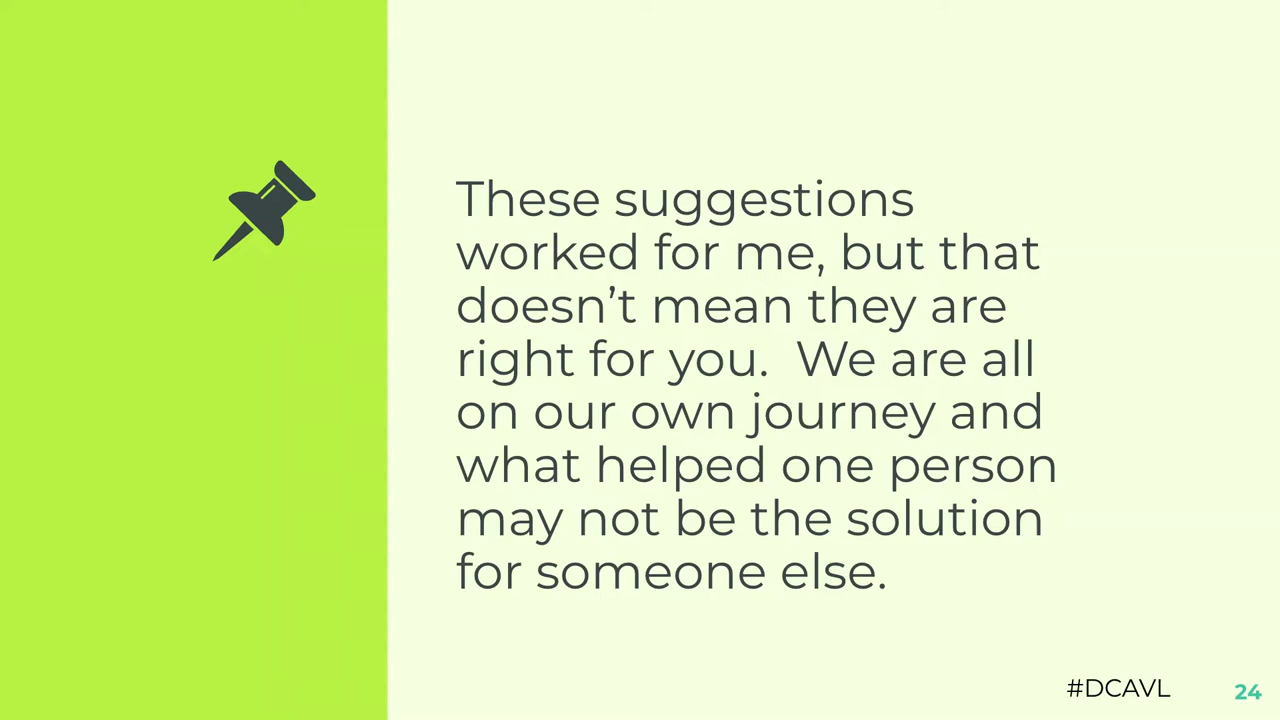 These suggestions
worked for me, but that
doesn’t mean they are
right for you.  We are all
on our own journey and
what helped one person
may not be the solution
for someone else.
#DCAVL
24